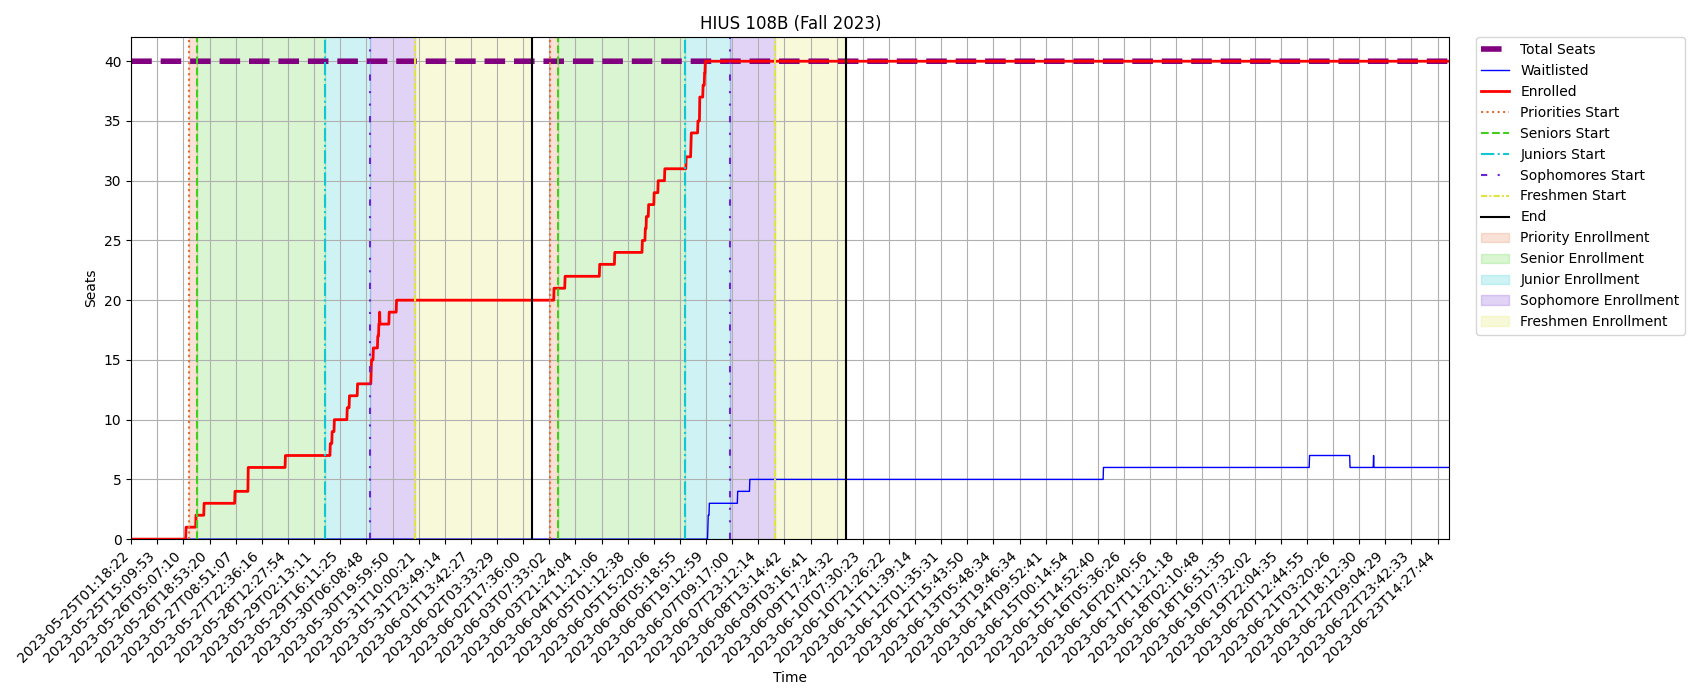 HIUS 108B (Fall 2023)
Seats
40
35
30
25
20
15
10
5
0
2023-05-25T01:18:22
2023-05-25T15:09:53
2023-05-26T05:07:10
2023-05-26T18:53:20
2023-05-27T08:51:07
2023-05-27T22:36:19
2023-05-28T12:27:54
2023-05-29T02:13:11
2023-05-29T16:11:25
2023-05-30T06:08:48
2023-05-30T19:59:50
2023-05-31T10:00:21
2023-05-31T23:49:14
2023-06-01T13:42:27
2023-06-02T03:33:29
2023-06-02T17:36:00
2023-06-03T07:33:02
2023-06-03T21:24:04
2023-06-04T11:21:06
2023-06-05T01:12:38
2023-06-05T15:20:06
2023-06-06T05:18:55
2023-06-06T19:12:59
2023-06-07T09:17:00
2023-06-07T23:12:14
2023-06-08T13:14:42
2023-06-09T03:16:41
2023-06-09T17:24:32
2023-06-10T07:30:23
2023-06-10T21:26:22
2023-06-11T11:39:14
2023-06-12T01:35:31
2023-06-12T15:43:50
2023-06-13T05:48:34
2023-06-13T19:46:34
2023-06-14T09:52:41
2023-06-15T00:14:54
2023-06-15T14:52:40
2023-06-16T05:36:26
2023-06-16T20:40:56
2023-06-17T11:21:18
2023-06-18T02:10:48
2023-06-18T16:51:35
2023-06-19T07:32:02
2023-06-19T22:04:35
2023-06-20T12:44:55
2023-06-21T03:20:26
2023-06-21T18:12:30
2023-06-22T09:04:29
2023-06-22T23:42:33
2023-06-23T14:27:44
Time
Total Seats
Waitlisted
Enrolled
Priorities Start
Seniors Start
Juniors Start
Sophomores Start
Freshmen Start
End
Priority Enrollment
Senior Enrollment
Junior Enrollment
Sophomore Enrollment
Freshmen Enrollment